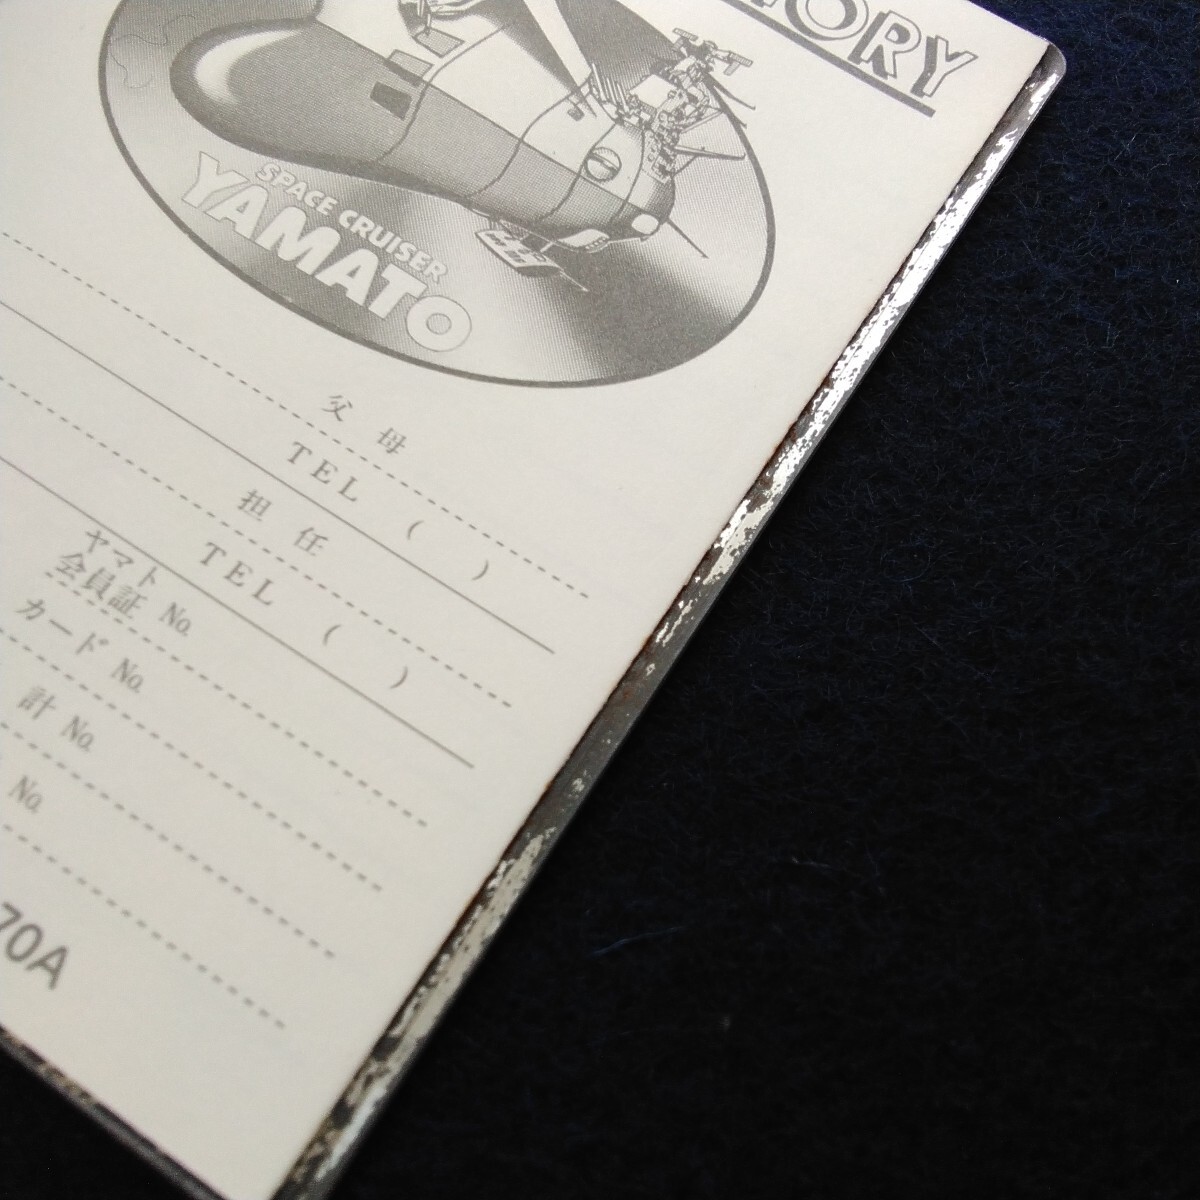 ORY
SPACE CRUISER
YAMATO
父母
TEL ( )
担任
TEL ( )
ヤマト
会員証 No.
カード No.
計 No.
No.
70A